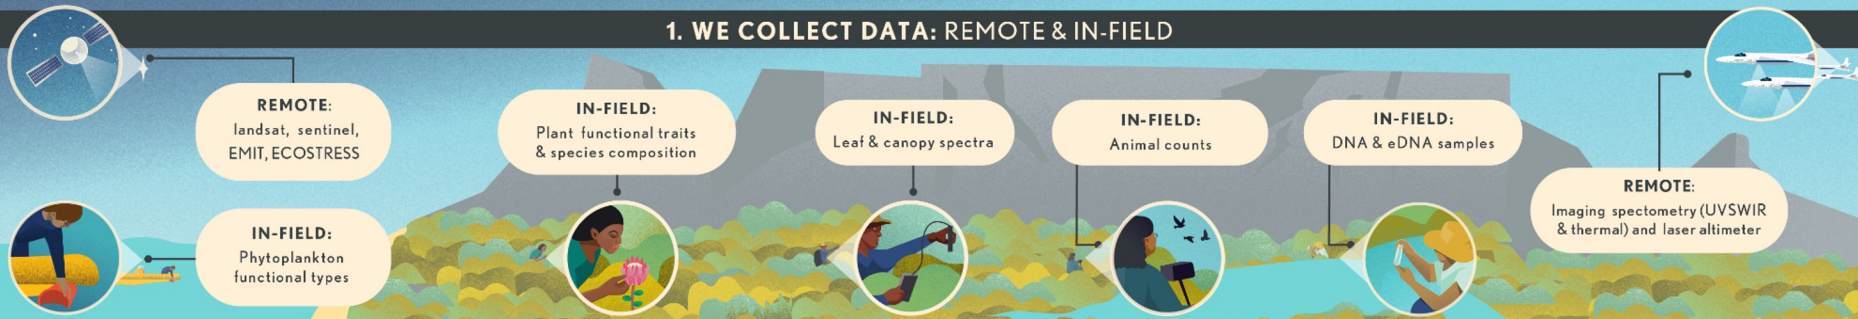 1. WE COLLECT DATA: REMOTE & IN-FIELD
REMOTE:
landsat, sentinel,
EMIT, ECOSTRESS
IN-FIELD:
Phytoplankton
functional types
IN-FIELD:
Plant functional traits
& species composition
IN-FIELD:
Leaf & canopy spectra
IN-FIELD:
Animal counts
IN-FIELD:
DNA & eDNA samples
REMOTE:
Imaging spectometry (UVSWIR
& thermal) and laser altimeter